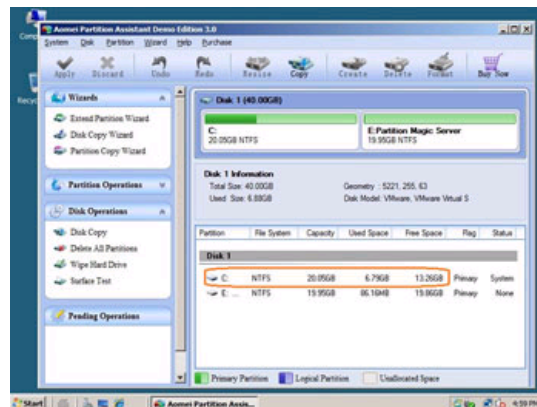 Aomei Partition Assistant Demo Edition 3.0
System Disk Partition Wizard Help Purchase
Apply Discard Undo Redo Resize Copy Create Delete Format Buy Now
Wizards
Extend Partition Wizard
Disk Copy Wizard
Partition Copy Wizard
Partition Operations
Disk Operations
Disk Copy
Delete All Partitions
Wipe Hard Drive
Surface Test
Pending Operations
Disk 1 (40.00GB)
C:
20.05GB NTFS
E:Partition Magic Server
19.95GB NTFS
Disk 1 Information
Total Size: 40.00GB Geometry : 5221, 255, 63
Used Size: 6.88GB Disk Model: VMware, VMware Virtual S
Partition File System Capacity Used Space Free Space Flag Status
Disk 1
C: NTFS 20.05GB 6.79GB 13.26GB Primary System
E: ... NTFS 19.95GB 86.16MB 19.86GB Primary None
Primary Partition Logical Partition Unallocated Space
Start Aomei Partition Assis... 4:59 PM